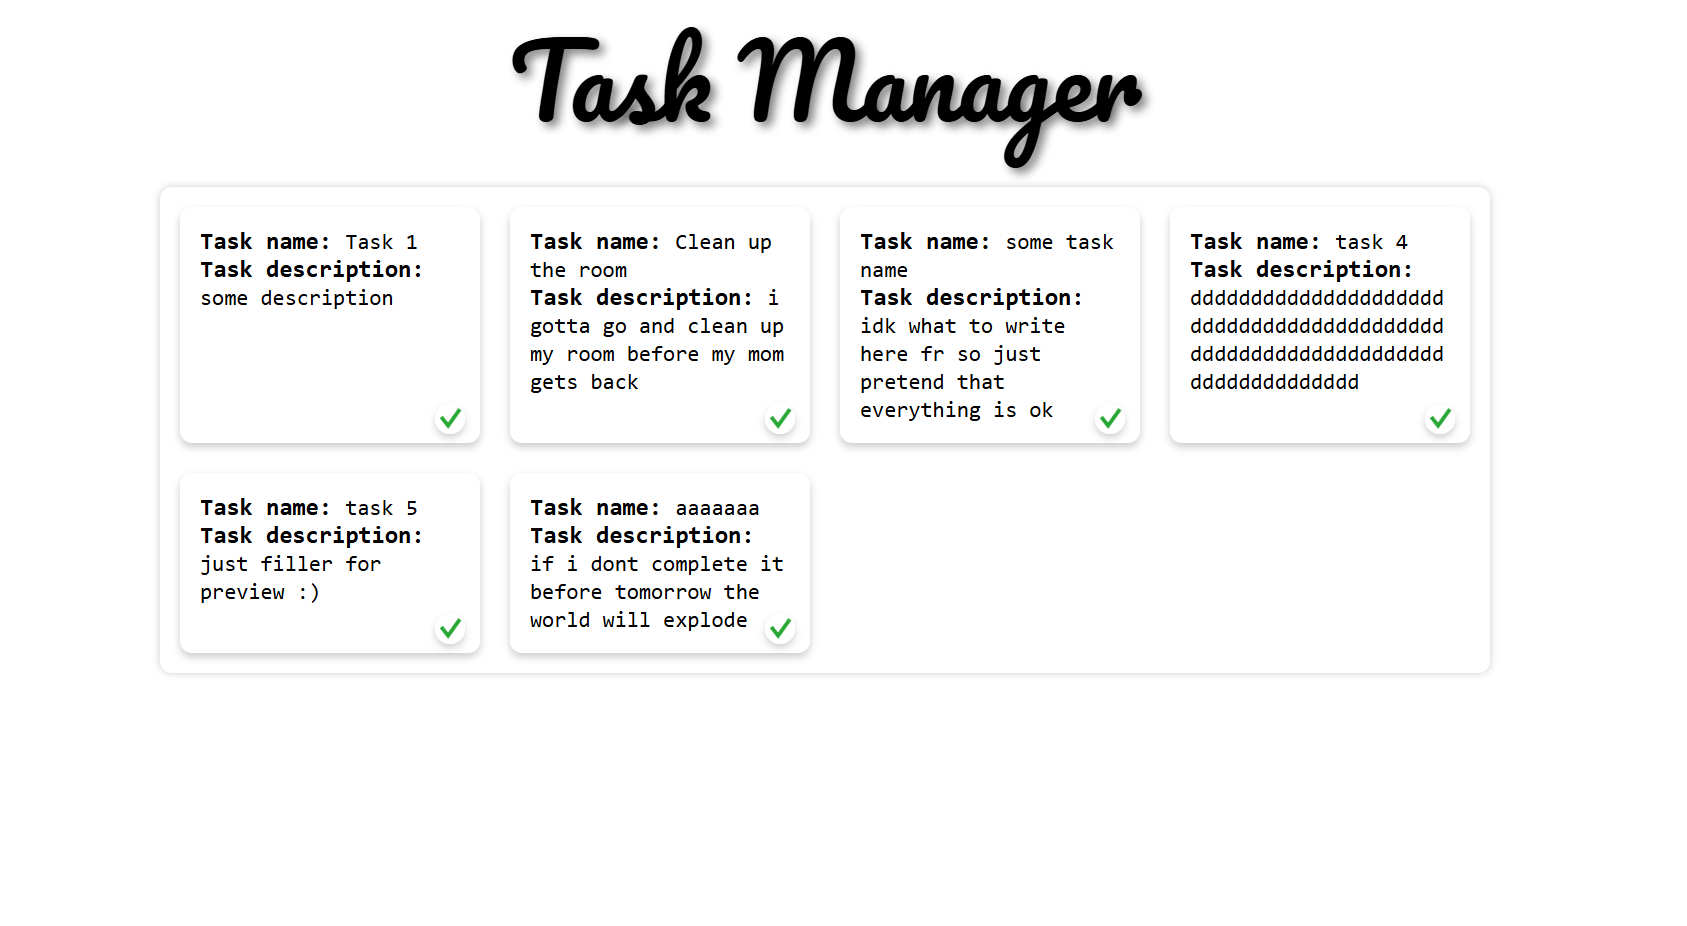 Task Manager
Task name: Task 1
Task description:
some description
Task name: Clean up
the room
Task description: i
gotta go and clean up
my room before my mom
gets back
Task name: some task
name
Task description:
idk what to write
here fr so just
pretend that
everything is ok
Task name: task 4
Task description:
ddddddddddddddddddddd
ddddddddddddddddddddd
ddddddddddddddddddddd
dddddddddddddd
Task name: task 5
Task description:
just filler for
preview :)
Task name: aaaaaaa
Task description:
if i dont complete it
before tomorrow the
world will explode